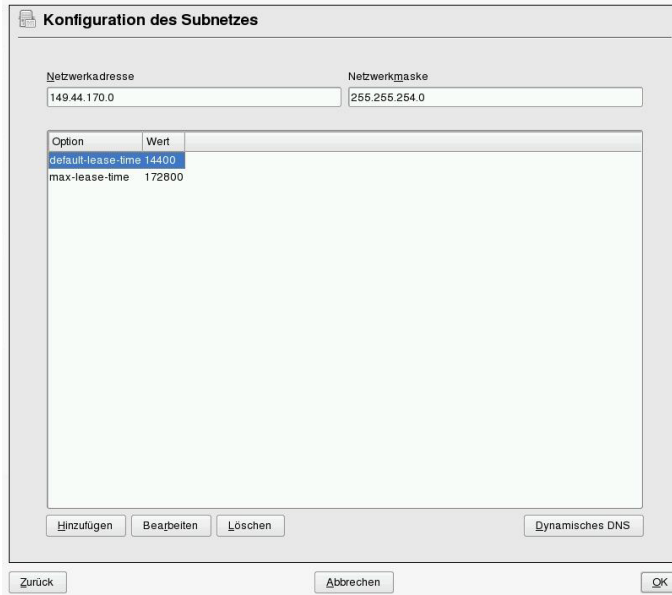 Konfiguration des Subnetzes
Netzwerkadresse Netzwerkmaske
149.44.170.0 255.255.254.0
Option Wert
default-lease-time 14400
max-lease-time 172800
Hinzufügen Bearbeiten Löschen Dynamisches DNS
Zurück Abbrechen OK